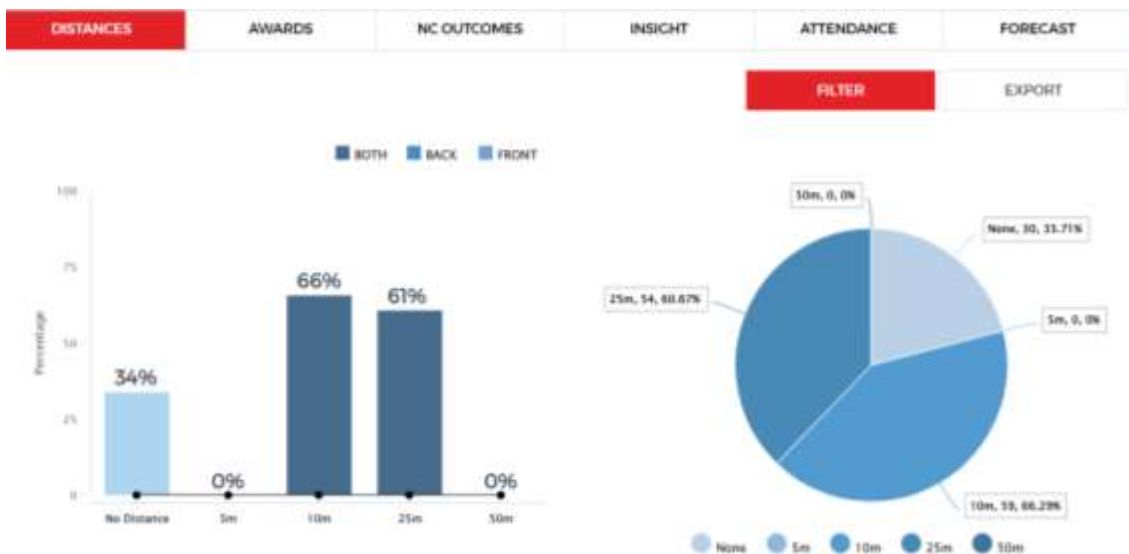 DISTANCES AWARDS NC OUTCOMES INSIGHT ATTENDANCE FORECAST
FILTER EXPORT
BOTH BACK FRONT
Percentage
100
75
50
25
0
34%
0%
66%
61%
0%
No Distance 5m 10m 25m 50m
50m, 0, 0%
None, 30, 33.71%
25m, 54, 60.67%
5m, 0, 0%
10m, 59, 66.29%
None 5m 10m 25m 50m